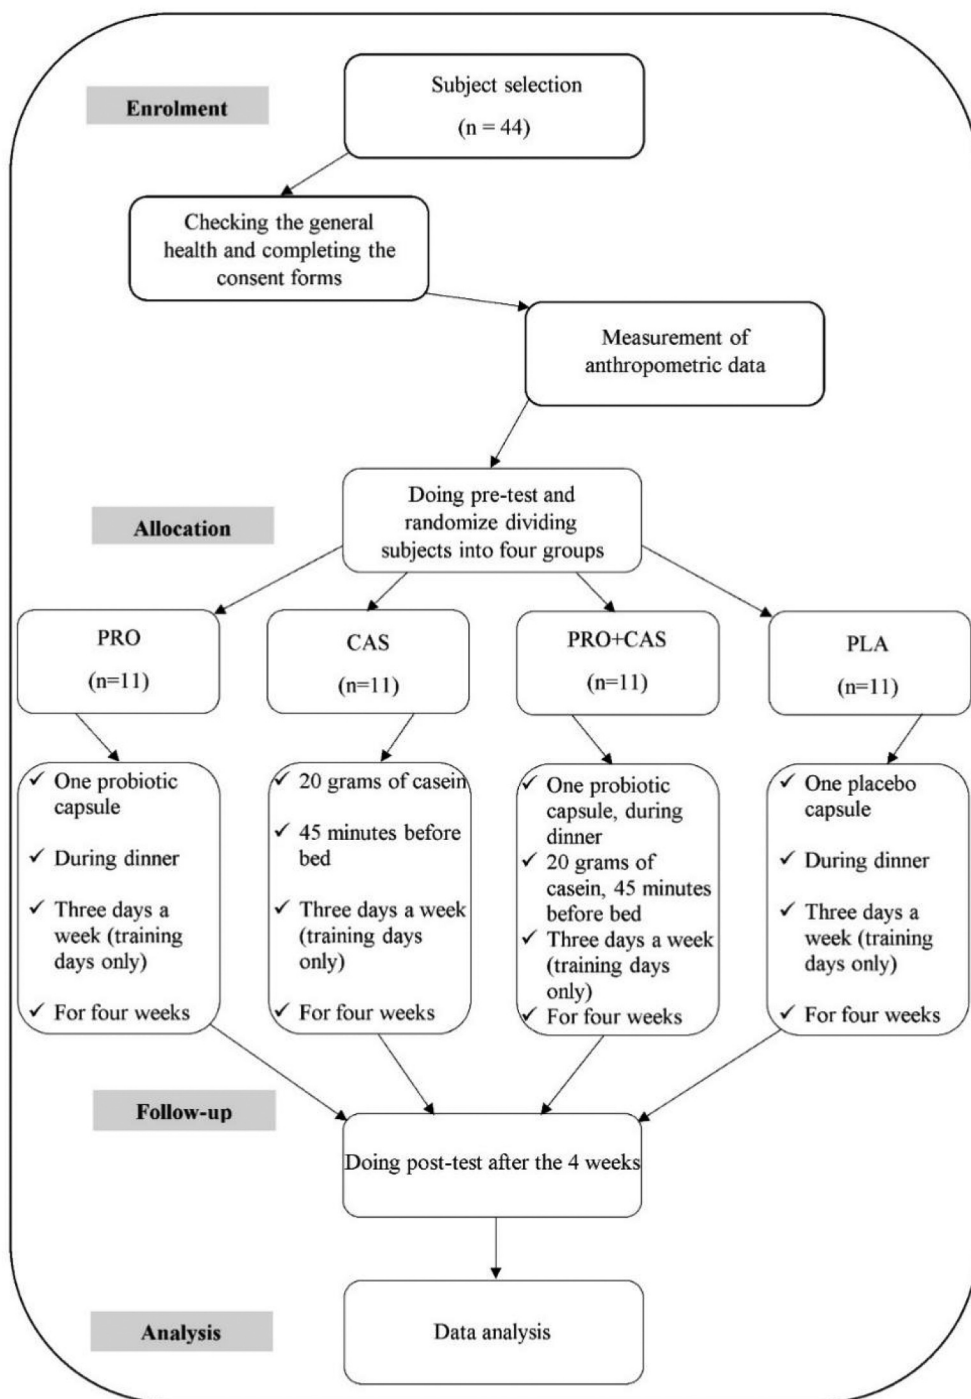 Enrolment
Subject selection
(n = 44)
Checking the general
health and completing the
consent forms
Measurement of
anthropometric data
Allocation
Doing pre-test and
randomize dividing
subjects into four groups
PRO
(n=11)
CAS
(n=11)
PRO+CAS
(n=11)
PLA
(n=11)
✓ One probiotic
capsule
✓ During dinner
✓ Three days a
week (training
days only)
✓ For four weeks
✓ 20 grams of casein
✓ 45 minutes before
bed
✓ Three days a week
(training days
only)
✓ For four weeks
✓ One probiotic
capsule, during
dinner
✓ 20 grams of
casein, 45 minutes
before bed
✓ Three days a week
(training days
only)
✓ For four weeks
✓ One placebo
capsule
✓ During dinner
✓ Three days a
week (training
days only)
✓ For four weeks
Follow-up
Doing post-test after the 4 weeks
Analysis
Data analysis